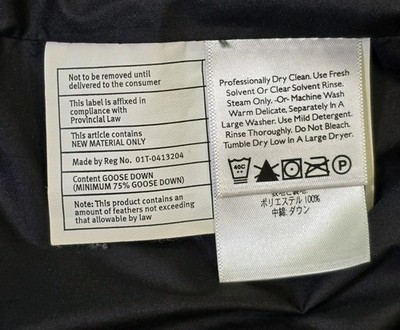 Not to be removed until
delivered to the consumer
This label is affixed in
compliance with
Provincial Law
This article contains
NEW MATERIAL ONLY
Made by Reg No. 01T-0413204
Content GOOSE DOWN
(MINIMUM 75% GOOSE DOWN)
Note: This product contains an
amount of feathers not exceeding
that allowable by law
Professionally Dry Clean. Use Fresh
Solvent Or Clear Solvent Rinse.
Steam Only. -Or- Machine Wash
Warm Delicate, Separately In A
Large Washer. Use Mild Detergent.
Rinse Thoroughly. Do Not Bleach.
Tumble Dry Low In A Large Dryer.
40C
P
ポリエステル 100%
中綿: ダウン